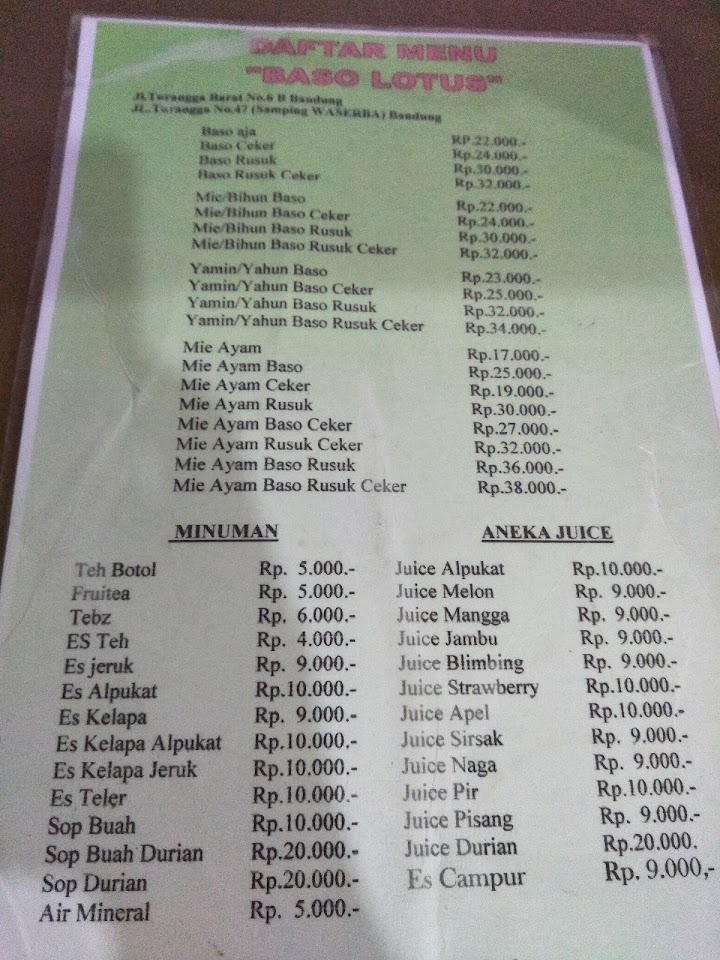 DAFTAR MENU
"BASO LOTUS"
Jl.Turangga Barat No.6 B Bandung
JL.Turangga No.47 (Samping WASERBA) Bandung
Baso aja RP.22.000.-
Baso Ceker Rp.24.000.-
Baso Rusuk Rp.30.000.-
Baso Rusuk Ceker Rp.32.000.-
Mie/Bihun Baso Rp.22.000.-
Mie/Bihun Baso Ceker Rp.24.000.-
Mie/Bihun Baso Rusuk Rp.30.000.-
Mie/Bihun Baso Rusuk Ceker Rp.32.000.-
Yamin/Yahun Baso Rp.23.000.-
Yamin/Yahun Baso Ceker Rp.25.000.-
Yamin/Yahun Baso Rusuk Rp.32.000.-
Yamin/Yahun Baso Rusuk Ceker Rp.34.000.-
Mie Ayam Rp.17.000.-
Mie Ayam Baso Rp.25.000.-
Mie Ayam Ceker Rp.19.000.-
Mie Ayam Rusuk Rp.30.000.-
Mie Ayam Baso Ceker Rp.27.000.-
Mie Ayam Rusuk Ceker Rp.32.000.-
Mie Ayam Baso Rusuk Rp.36.000.-
Mie Ayam Baso Rusuk Ceker Rp.38.000.-
MINUMAN
Teh Botol Rp. 5.000.-
Fruitea Rp. 5.000.-
Tebz Rp. 6.000.-
ES Teh Rp. 4.000.-
Es jeruk Rp. 9.000.-
Es Alpukat Rp.10.000.-
Es Kelapa Rp. 9.000.-
Es Kelapa Alpukat Rp.10.000.-
Es Kelapa Jeruk Rp.10.000.-
Es Teler Rp.10.000.-
Sop Buah Rp.10.000.-
Sop Buah Durian Rp.20.000.-
Sop Durian Rp.20.000.-
Air Mineral Rp. 5.000.-
ANEKA JUICE
Juice Alpukat Rp.10.000.-
Juice Melon Rp. 9.000.-
Juice Mangga Rp. 9.000.-
Juice Jambu Rp. 9.000.-
Juice Blimbing Rp. 9.000.-
Juice Strawberry Rp.10.000.-
Juice Apel Rp.10.000.-
Juice Sirsak Rp. 9.000.-
Juice Naga Rp. 9.000.-
Juice Pir Rp.10.000.-
Juice Pisang Rp. 9.000.-
Juice Durian Rp.20.000.
Es Campur Rp. 9.000,-